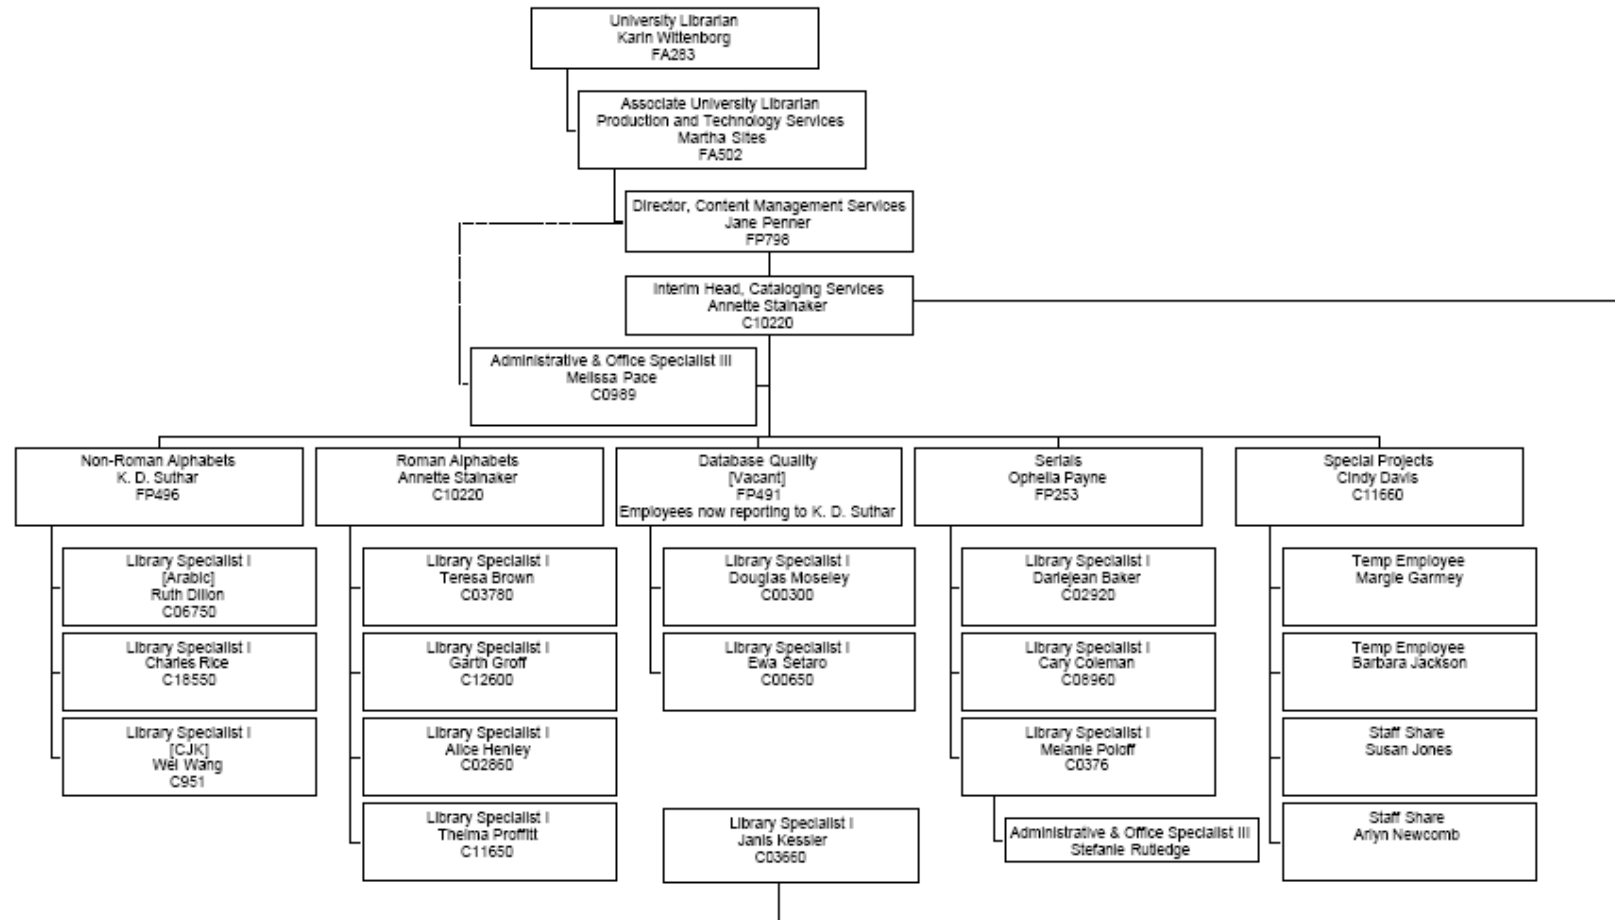 University Librarian
Karin Wittenborg
FA283
Associate University Librarian
Production and Technology Services
Martha Sites
FA502
Director, Content Management Services
Jane Penner
FP798
Interim Head, Cataloging Services
Annette Stalnaker
C10220
Administrative & Office Specialist III
Melissa Pace
C0989
Non-Roman Alphabets
K. D. Suthar
FP496
Library Specialist I
[Arabic]
Ruth Dillon
C06750
Library Specialist I
Charles Rice
C18550
Library Specialist I
[CJK]
Wei Wang
C951
Roman Alphabets
Annette Stalnaker
C10220
Library Specialist I
Teresa Brown
C03780
Library Specialist I
Garth Groff
C12600
Library Specialist I
Alice Henley
C02860
Library Specialist I
Thelma Proffitt
C11650
Database Quality
[Vacant]
FP491
Employees now reporting to K. D. Suthar
Library Specialist I
Douglas Moseley
C00300
Library Specialist I
Ewa Setaro
C00650
Library Specialist I
Janis Kessler
C03660
Serials
Ophelia Payne
FP253
Library Specialist I
Darlejean Baker
C02920
Library Specialist I
Cary Coleman
C08960
Library Specialist I
Melanie Poloff
C0376
Administrative & Office Specialist III
Stefanie Rutledge
Special Projects
Cindy Davis
C11660
Temp Employee
Margie Garmey
Temp Employee
Barbara Jackson
Staff Share
Susan Jones
Staff Share
Arlyn Newcomb